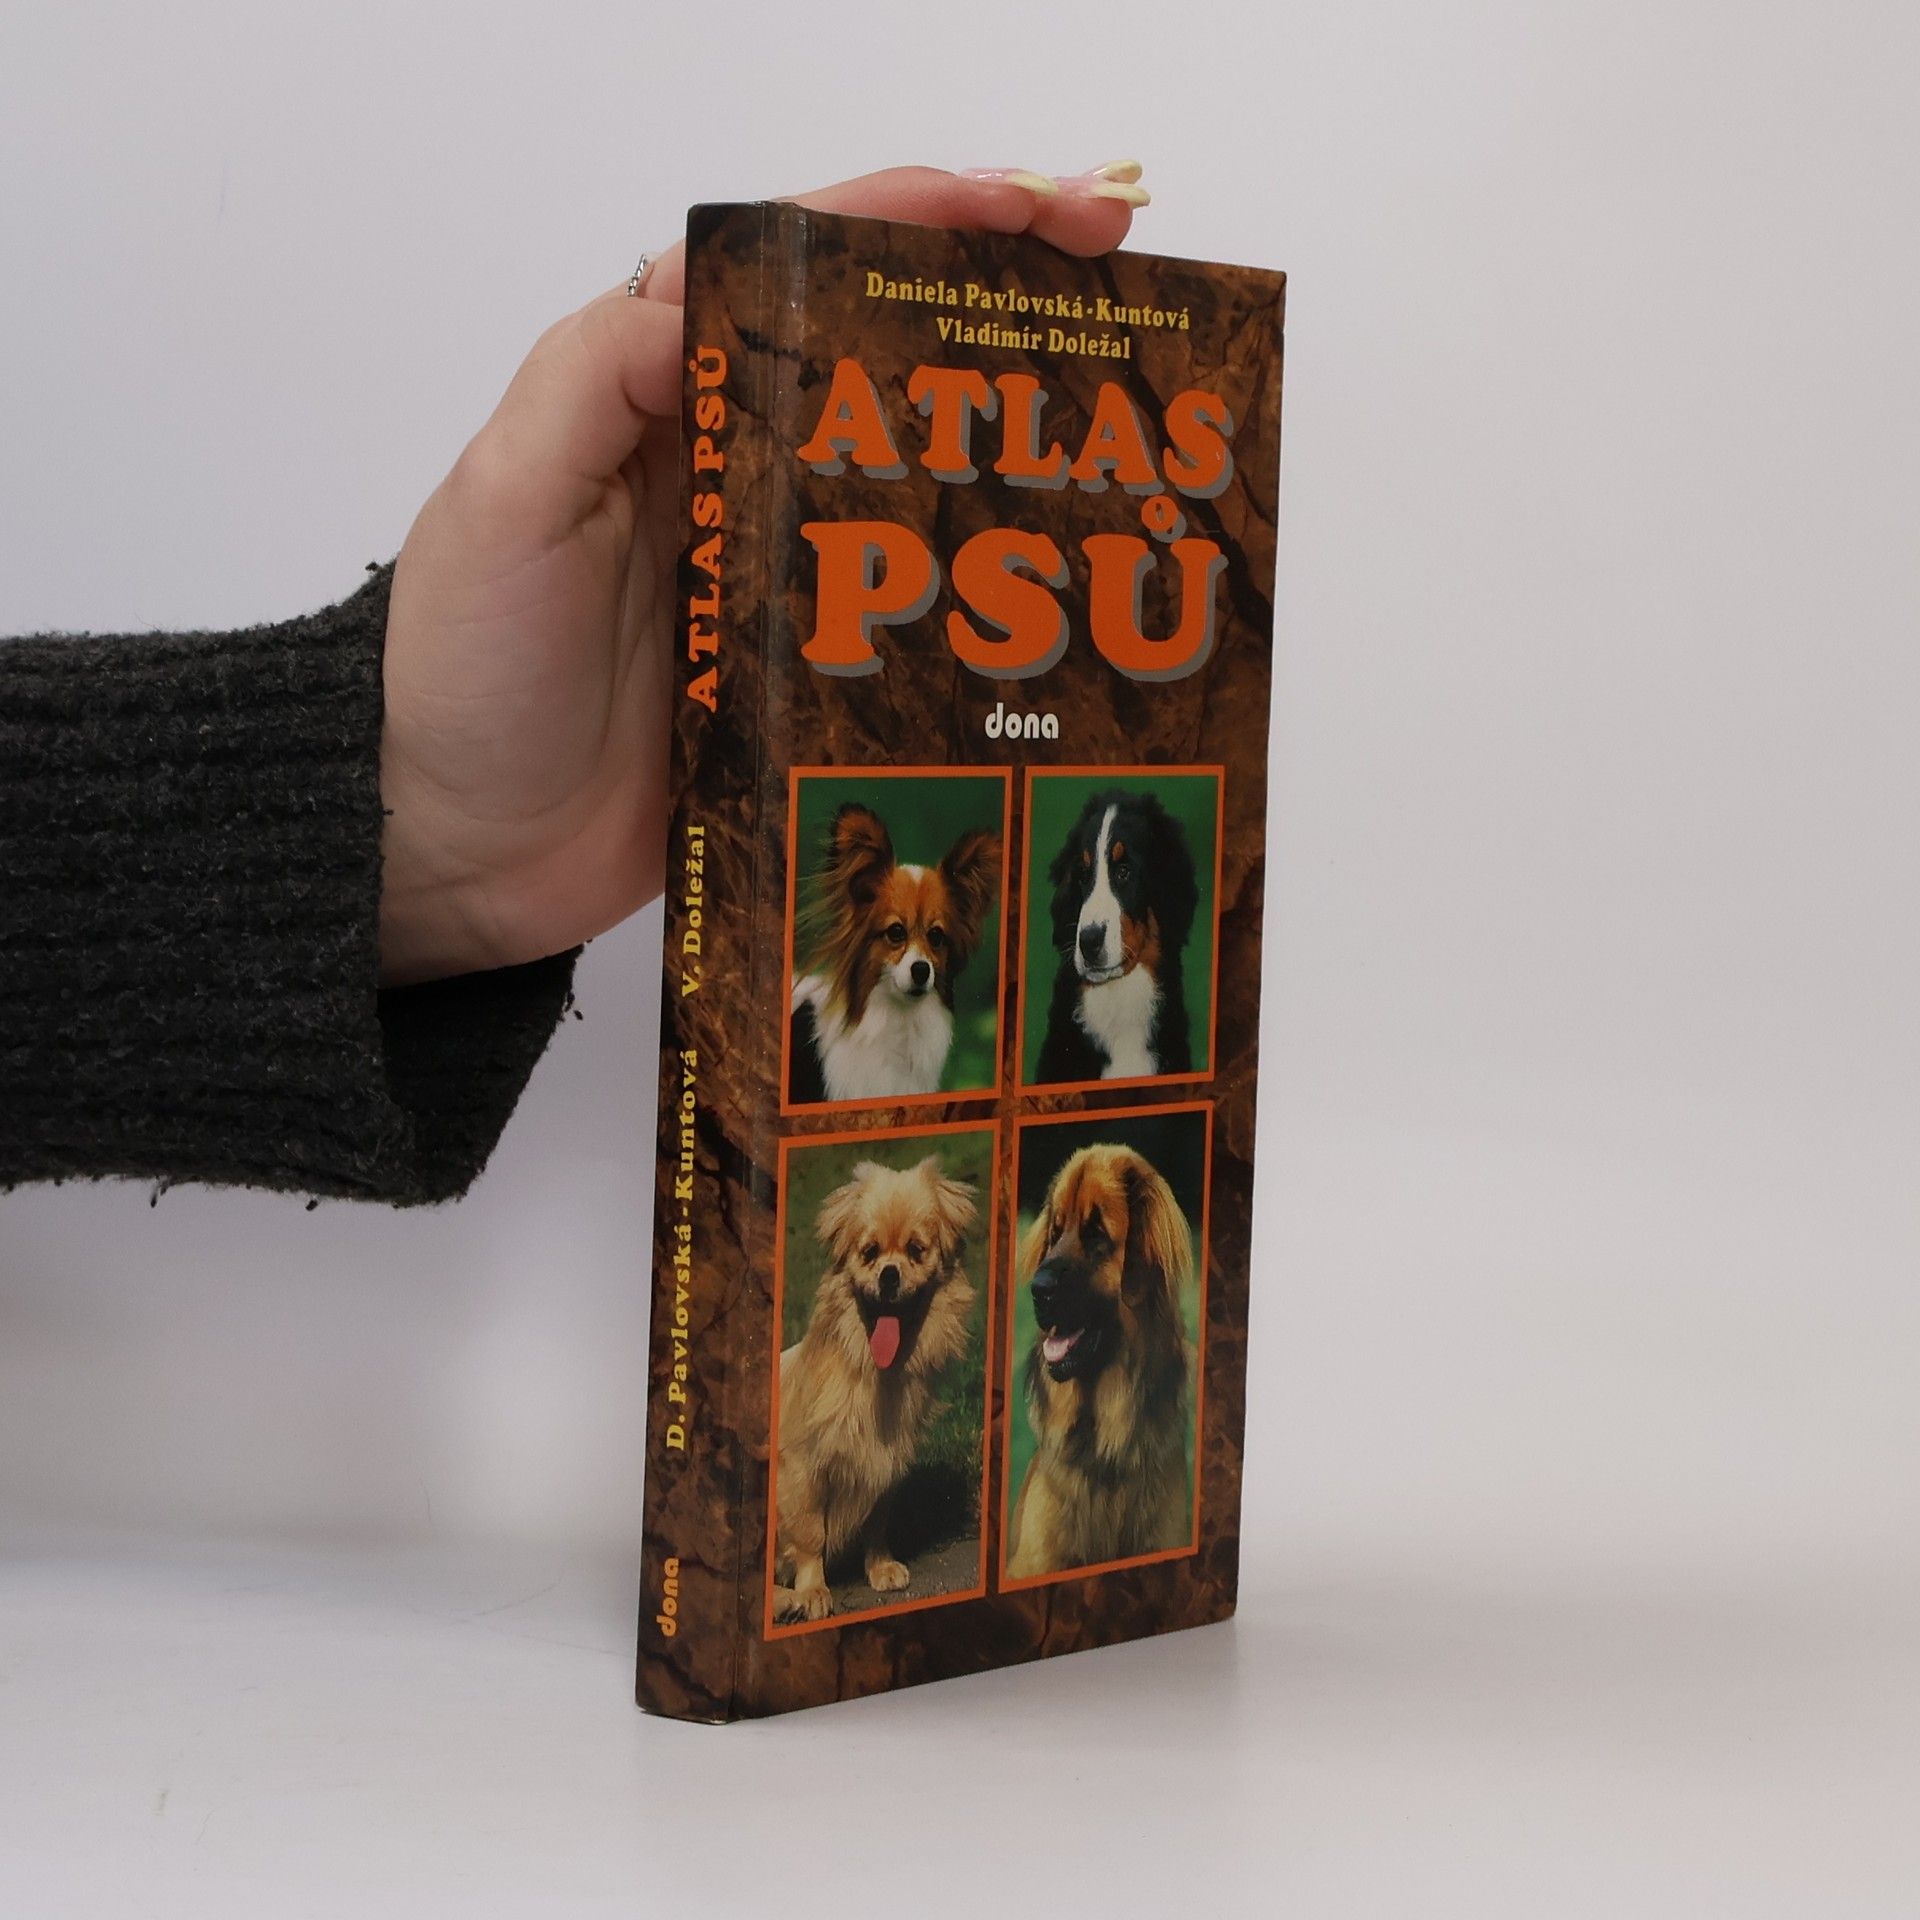 Daniela Pavlovská-Kuntová
Vladimír Doležal
ATLAS
PSŮ
dona
dona D. Pavlovská-Kuntová V. Doležal ATLAS PSŮ